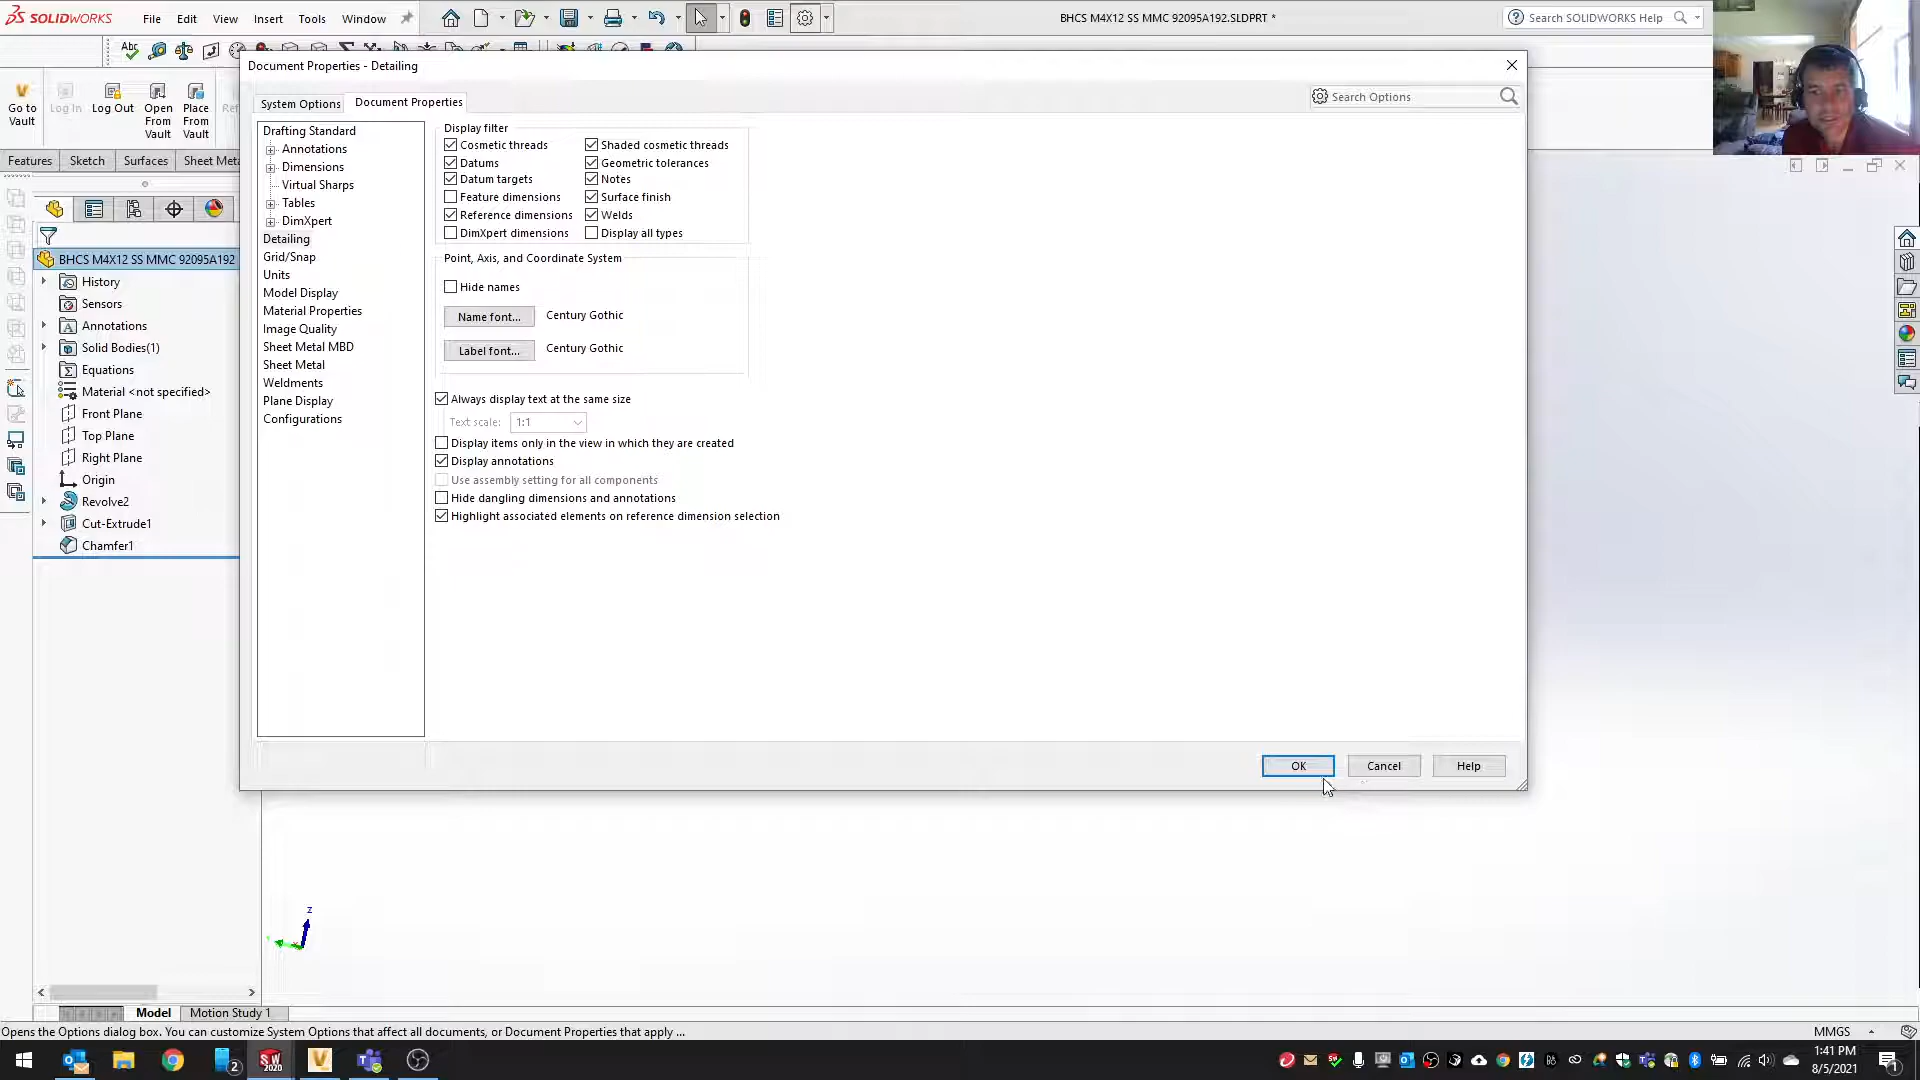 SOLIDWORKS File Edit View Insert Tools Window BHCS M4X12 SS MMC 92095A192.SLDPRT * Search SOLIDWORKS Help
Abc
Document Properties - Detailing
Go to Vault
Log In
Log Out
Open From Vault
Place From Vault
System Options Document Properties Search Options
Features Sketch Surfaces Sheet Meta
BHCS M4X12 SS MMC 92095A192
History
Sensors
Annotations
Solid Bodies(1)
Equations
Material <not specified>
Front Plane
Top Plane
Right Plane
Origin
Revolve2
Cut-Extrude1
Chamfer1
Drafting Standard
Annotations
Dimensions
Virtual Sharps
Tables
DimXpert
Detailing
Grid/Snap
Units
Model Display
Material Properties
Image Quality
Sheet Metal MBD
Sheet Metal
Weldments
Plane Display
Configurations
Display filter
Cosmetic threads Shaded cosmetic threads
Datums Geometric tolerances
Datum targets Notes
Feature dimensions Surface finish
Reference dimensions Welds
DimXpert dimensions Display all types
Point, Axis, and Coordinate System
Hide names
Name font... Century Gothic
Label font... Century Gothic
Always display text at the same size
Text scale: 1:1
Display items only in the view in which they are created
Display annotations
Use assembly setting for all components
Hide dangling dimensions and annotations
Highlight associated elements on reference dimension selection
OK Cancel Help
z
Model Motion Study 1
Opens the Options dialog box. You can customize System Options that affect all documents, or Document Properties that apply ... MMGS
2
SW 2020
1:41 PM
8/5/2021
1